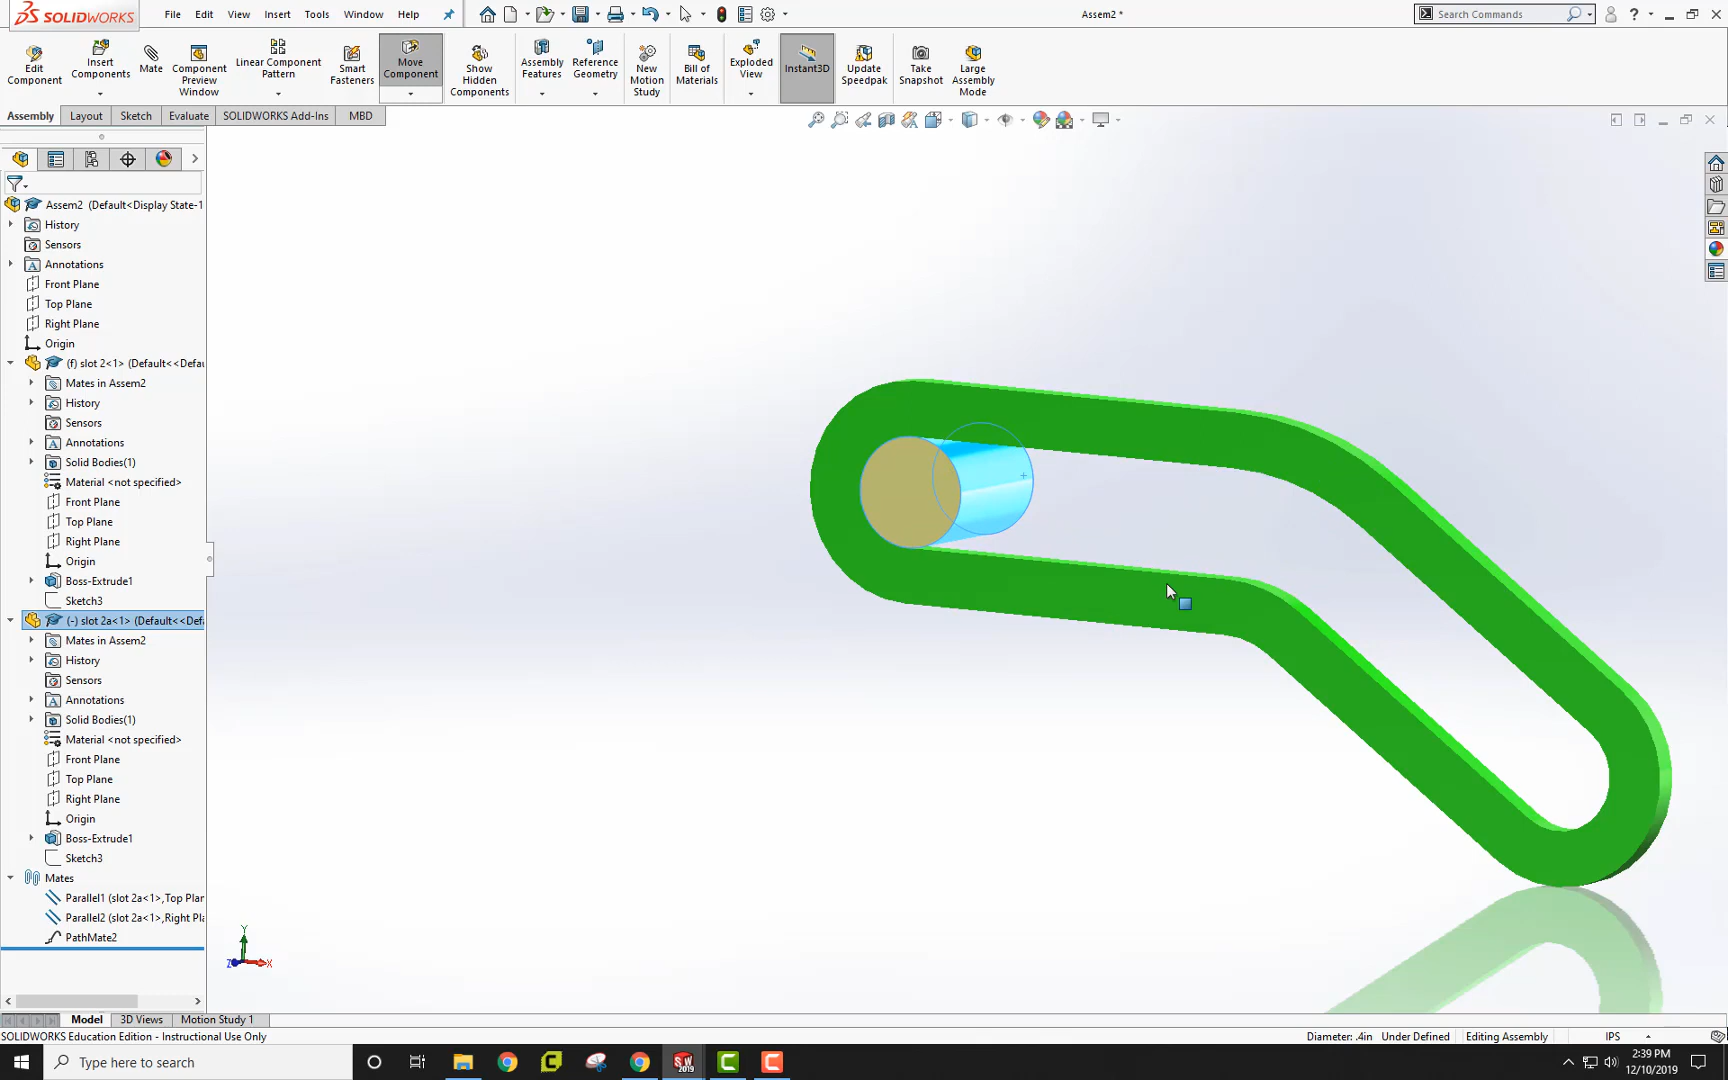 SOLIDWORKS File Edit View Insert Tools Window Help Assem2 * Search Commands
Edit Component
Insert Components
Mate
Component Preview Window
Linear Component Pattern
Smart Fasteners
Move Component
Show Hidden Components
Assembly Features
Reference Geometry
New Motion Study
Bill of Materials
Exploded View
Instant3D
Update Speedpak
Take Snapshot
Large Assembly Mode
Assembly Layout Sketch Evaluate SOLIDWORKS Add-Ins MBD
Assem2 (Default<Display State-1
History
Sensors
Annotations
Front Plane
Top Plane
Right Plane
Origin
(f) slot 2<1> (Default<<Defau
Mates in Assem2
History
Sensors
Annotations
Solid Bodies(1)
Material <not specified>
Front Plane
Top Plane
Right Plane
Origin
Boss-Extrude1
Sketch3
(-) slot 2a<1> (Default<<Def
Mates in Assem2
History
Sensors
Annotations
Solid Bodies(1)
Material <not specified>
Front Plane
Top Plane
Right Plane
Origin
Boss-Extrude1
Sketch3
Mates
Parallel1 (slot 2a<1>,Top Plan
Parallel2 (slot 2a<1>,Right Pla
PathMate2
Y
Z X
Model 3D Views Motion Study 1
SOLIDWORKS Education Edition - Instructional Use Only Diameter: .4in Under Defined Editing Assembly IPS
Type here to search 2:39 PM
12/10/2019